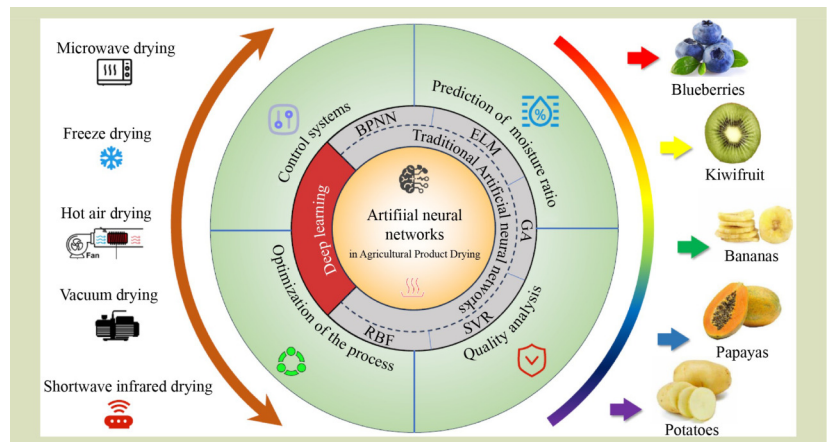 Microwave drying
Freeze drying
Hot air drying
Fan
Vacuum drying
Shortwave infrared drying
Control systems
Prediction of moisture ratio
%
Optimization of the process
Quality analysis
BPNN
ELM
GA
SVR
RBF
Traditional Artificial neural networks
Deep learning
Artifiial neural
networks
in Agricultural Product Drying
Blueberries
Kiwifruit
Bananas
Papayas
Potatoes